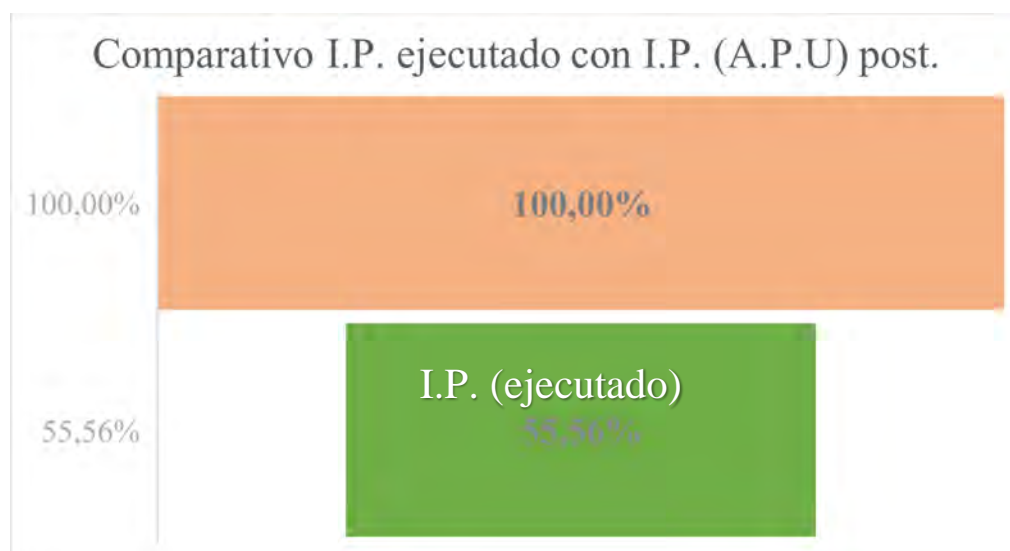 Comparativo I.P. ejecutado con I.P. (A.P.U) post.
100,00%
100,00%
I.P. (ejecutado)
55,56%
55,56%